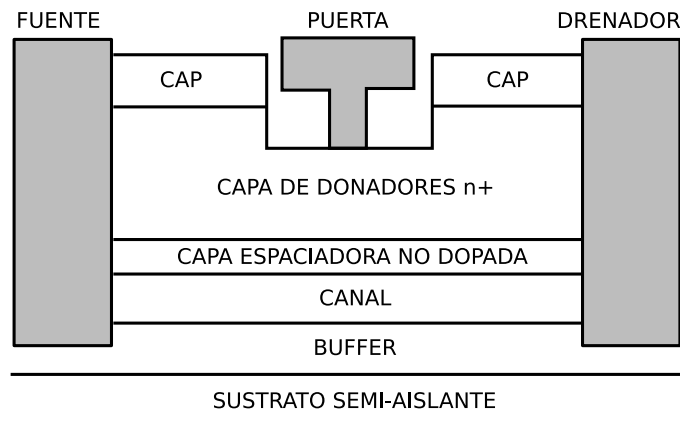 FUENTE
PUERTA
DRENADOR
CAP
CAP
CAPA DE DONADORES n+
CAPA ESPACIADORA NO DOPADA
CANAL
BUFFER
SUSTRATO SEMI-AISLANTE